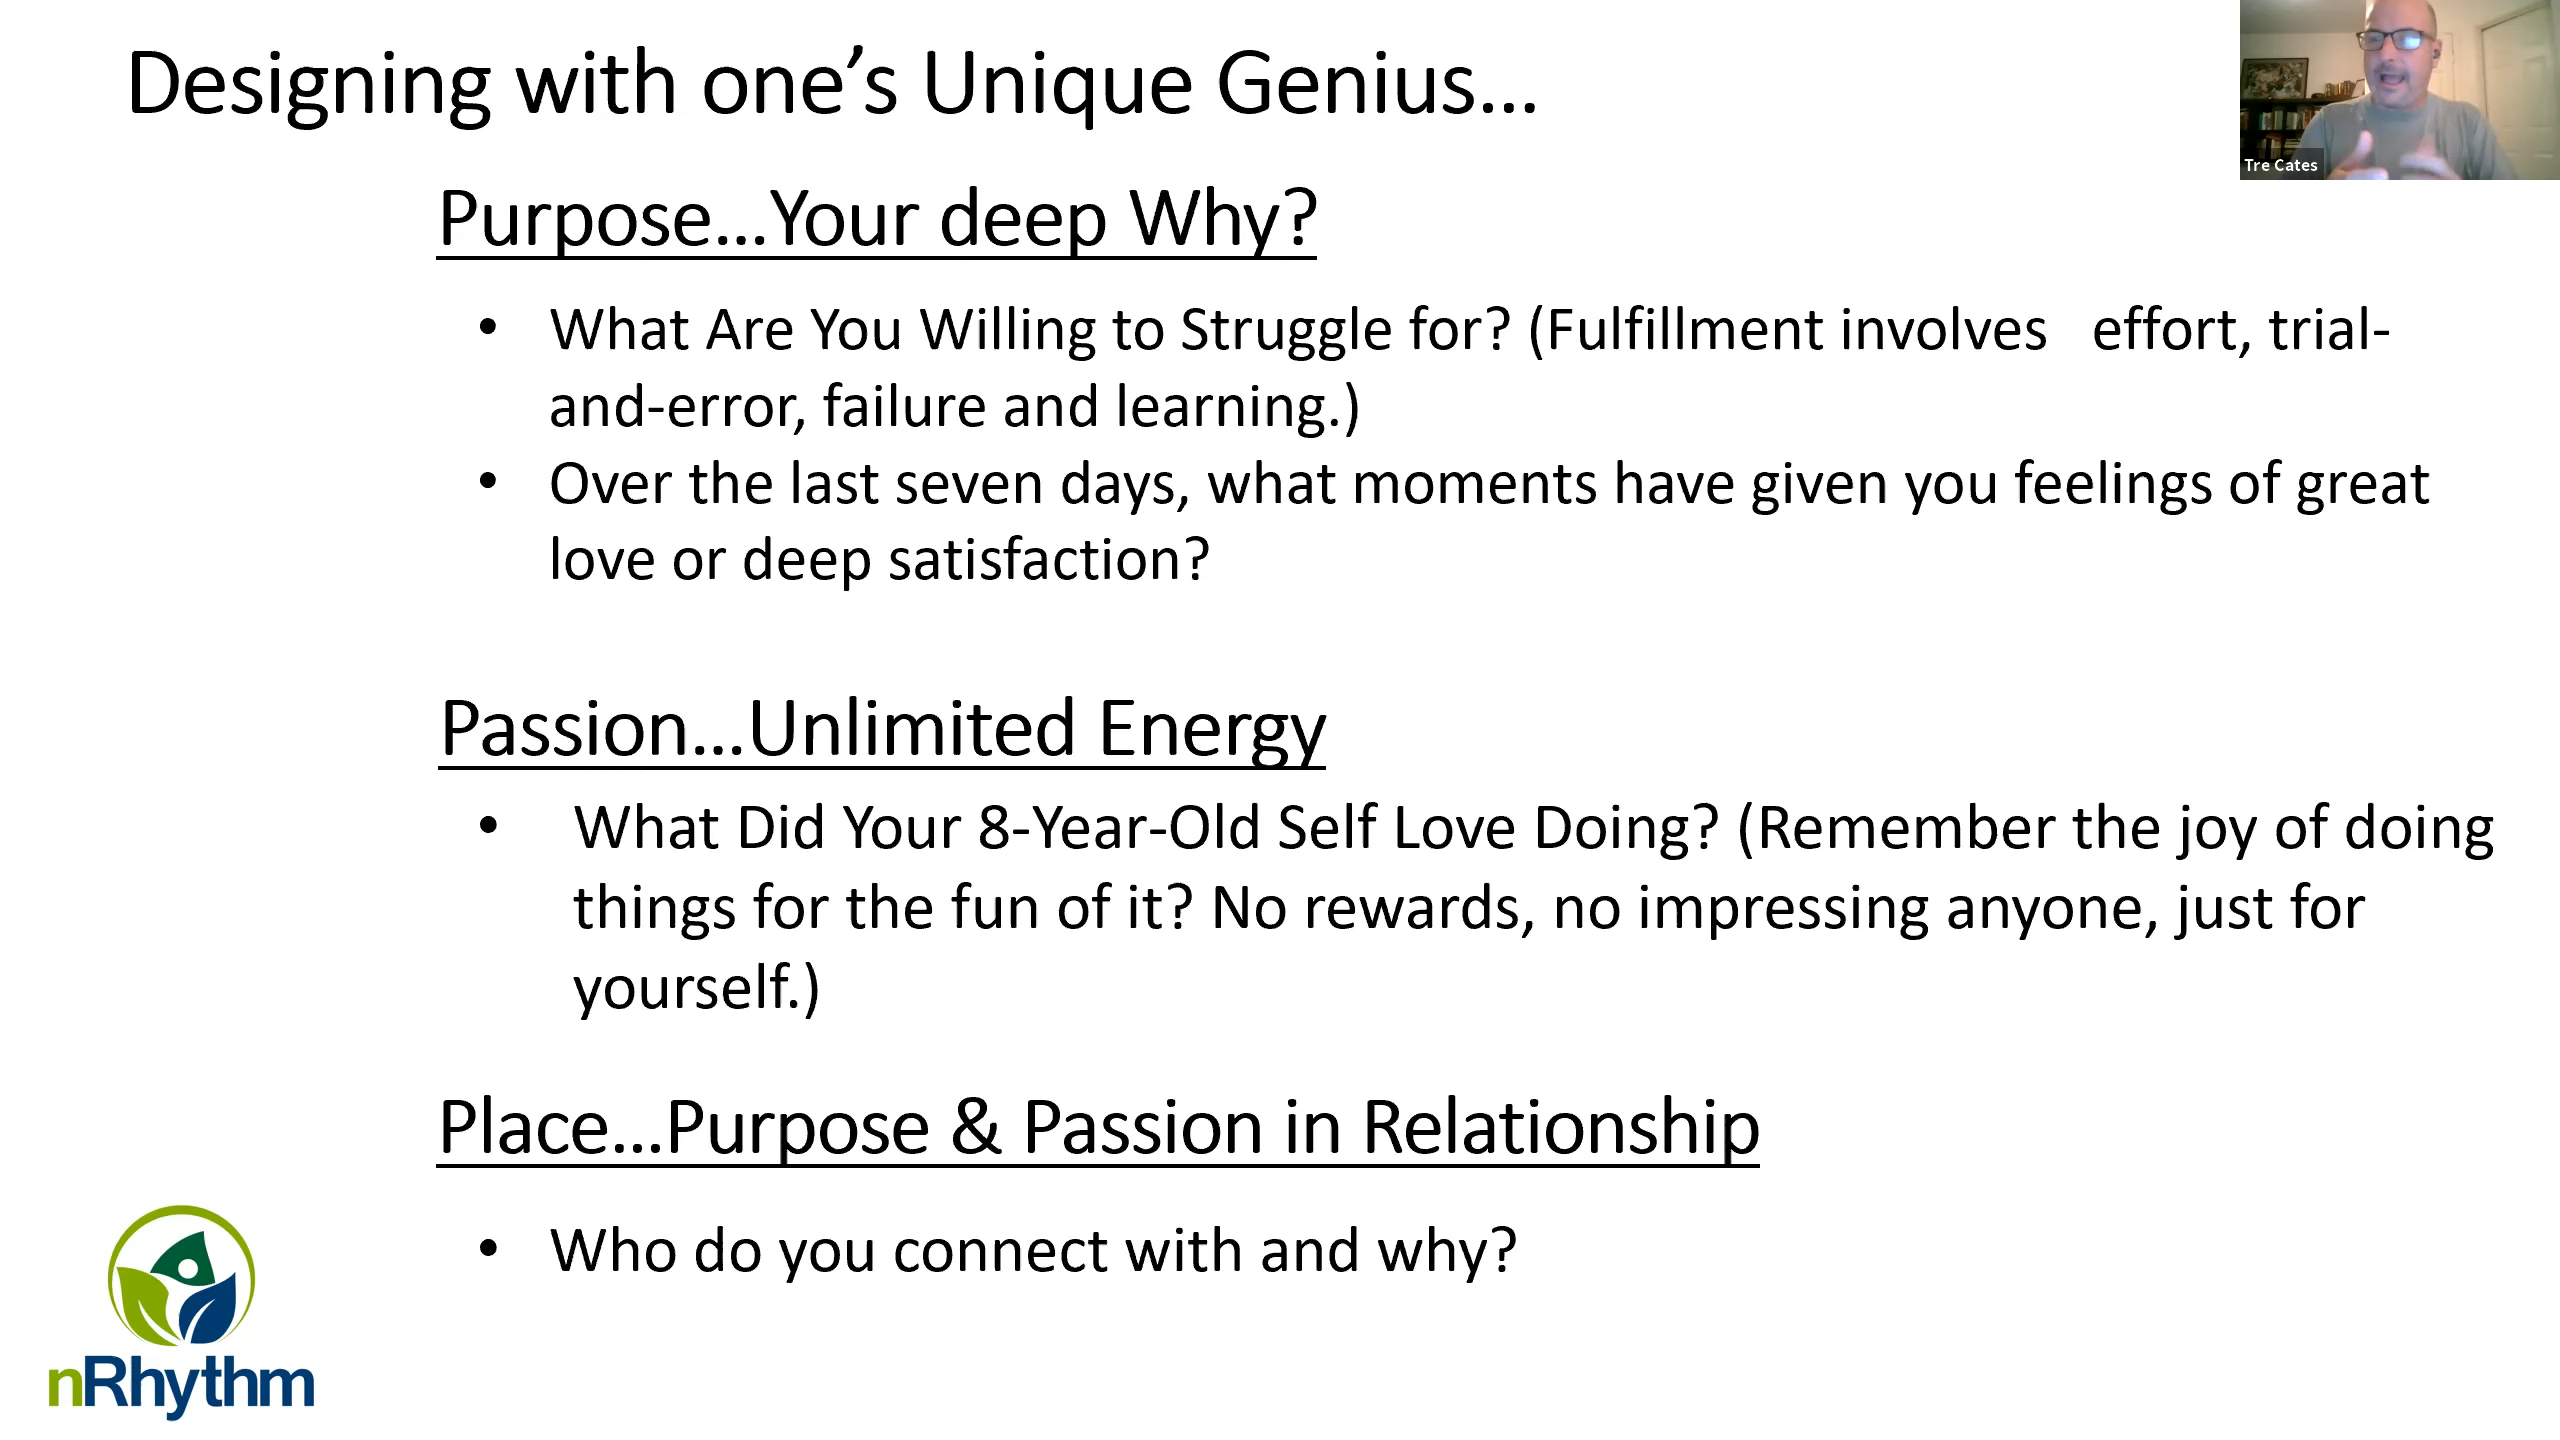 Designing with one’s Unique Genius...
Tre Cates
Purpose...Your deep Why?
• What Are You Willing to Struggle for? (Fulfillment involves   effort, trial-
and-error, failure and learning.)
• Over the last seven days, what moments have given you feelings of great
love or deep satisfaction?
Passion...Unlimited Energy
• What Did Your 8-Year-Old Self Love Doing? (Remember the joy of doing
things for the fun of it? No rewards, no impressing anyone, just for
yourself.)
Place...Purpose & Passion in Relationship
• Who do you connect with and why?
nRhythm